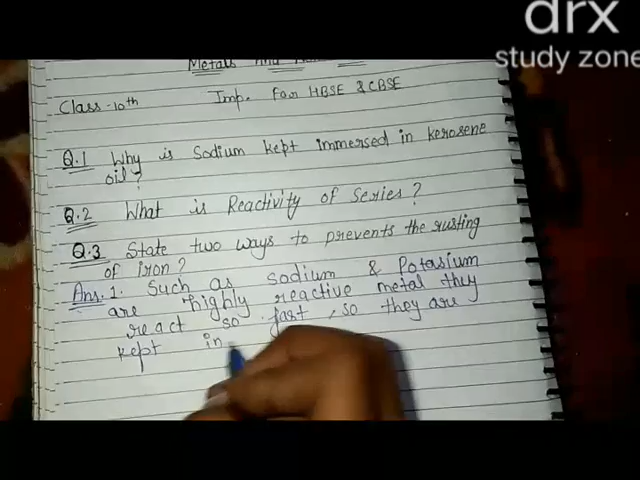 drx
study zone
Metals and
Class-10th Imp. For HBSE & CBSE
Q.1 Why is Sodium kept immersed in kerosene
oil?
Q.2 What is Reactivity of Series?
Q.3 State two ways to prevents the rusting
of iron?
Ans.1. Such as sodium & Potasium
are highly reactive metal they
react so fast, so they are
kept in